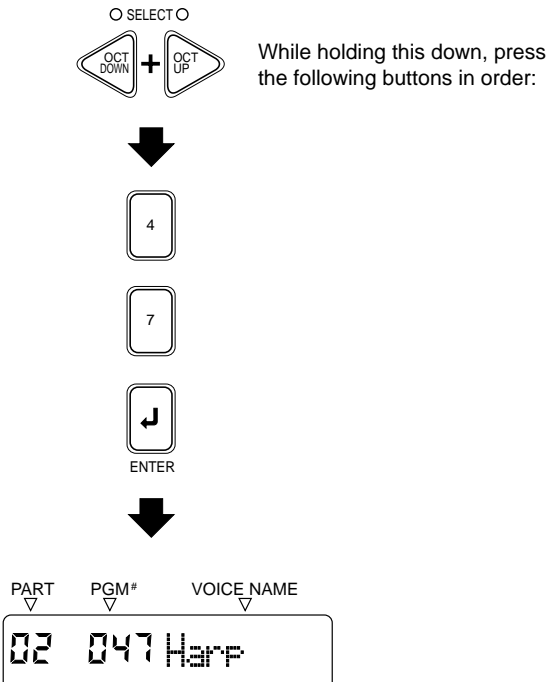 SELECT
OCT DOWN + OCT UP
While holding this down, press
the following buttons in order:
4
7
ENTER
PART PGM# VOICE NAME
02 047 Harp